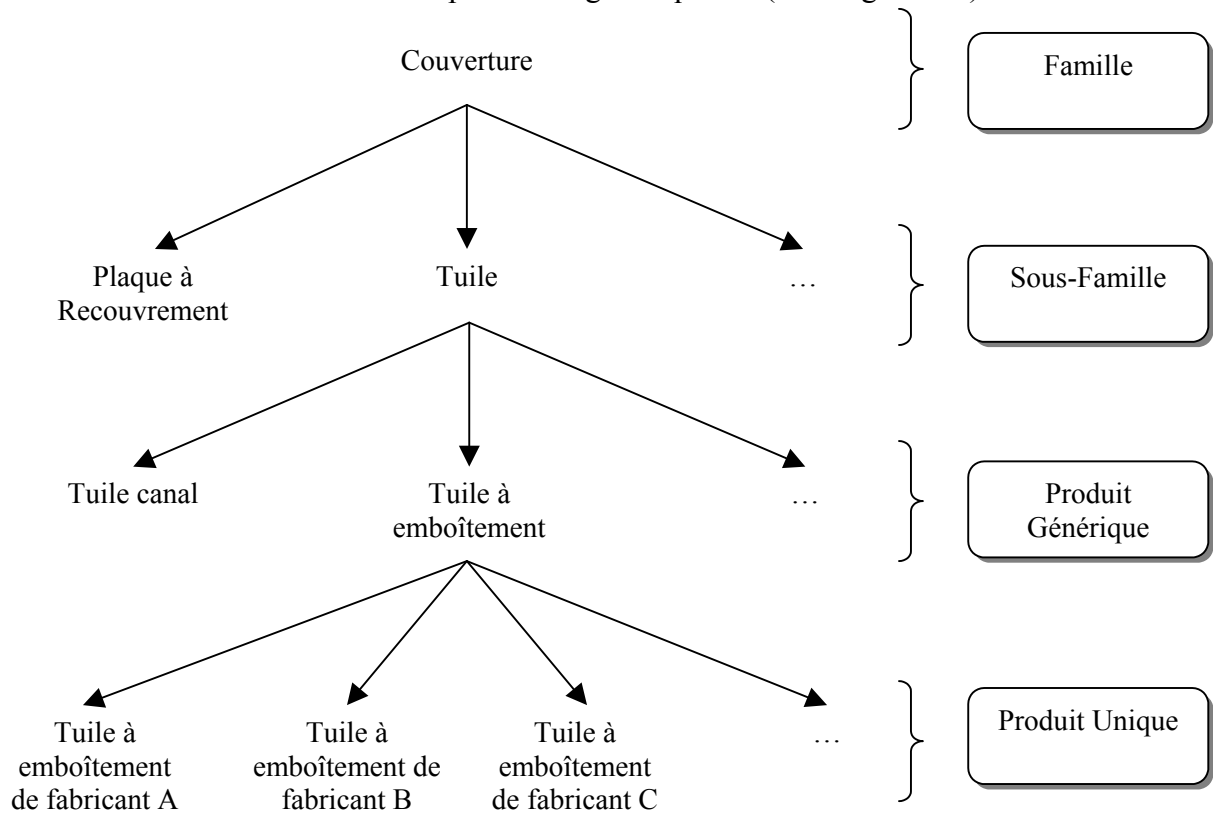 Couverture
Famille
Plaque à
Recouvrement
Tuile
…
Sous-Famille
Tuile canal
Tuile à
emboîtement
…
Produit
Générique
Tuile à
emboîtement
de fabricant A
Tuile à
emboîtement de
fabricant B
Tuile à
emboîtement
de fabricant C
…
Produit Unique